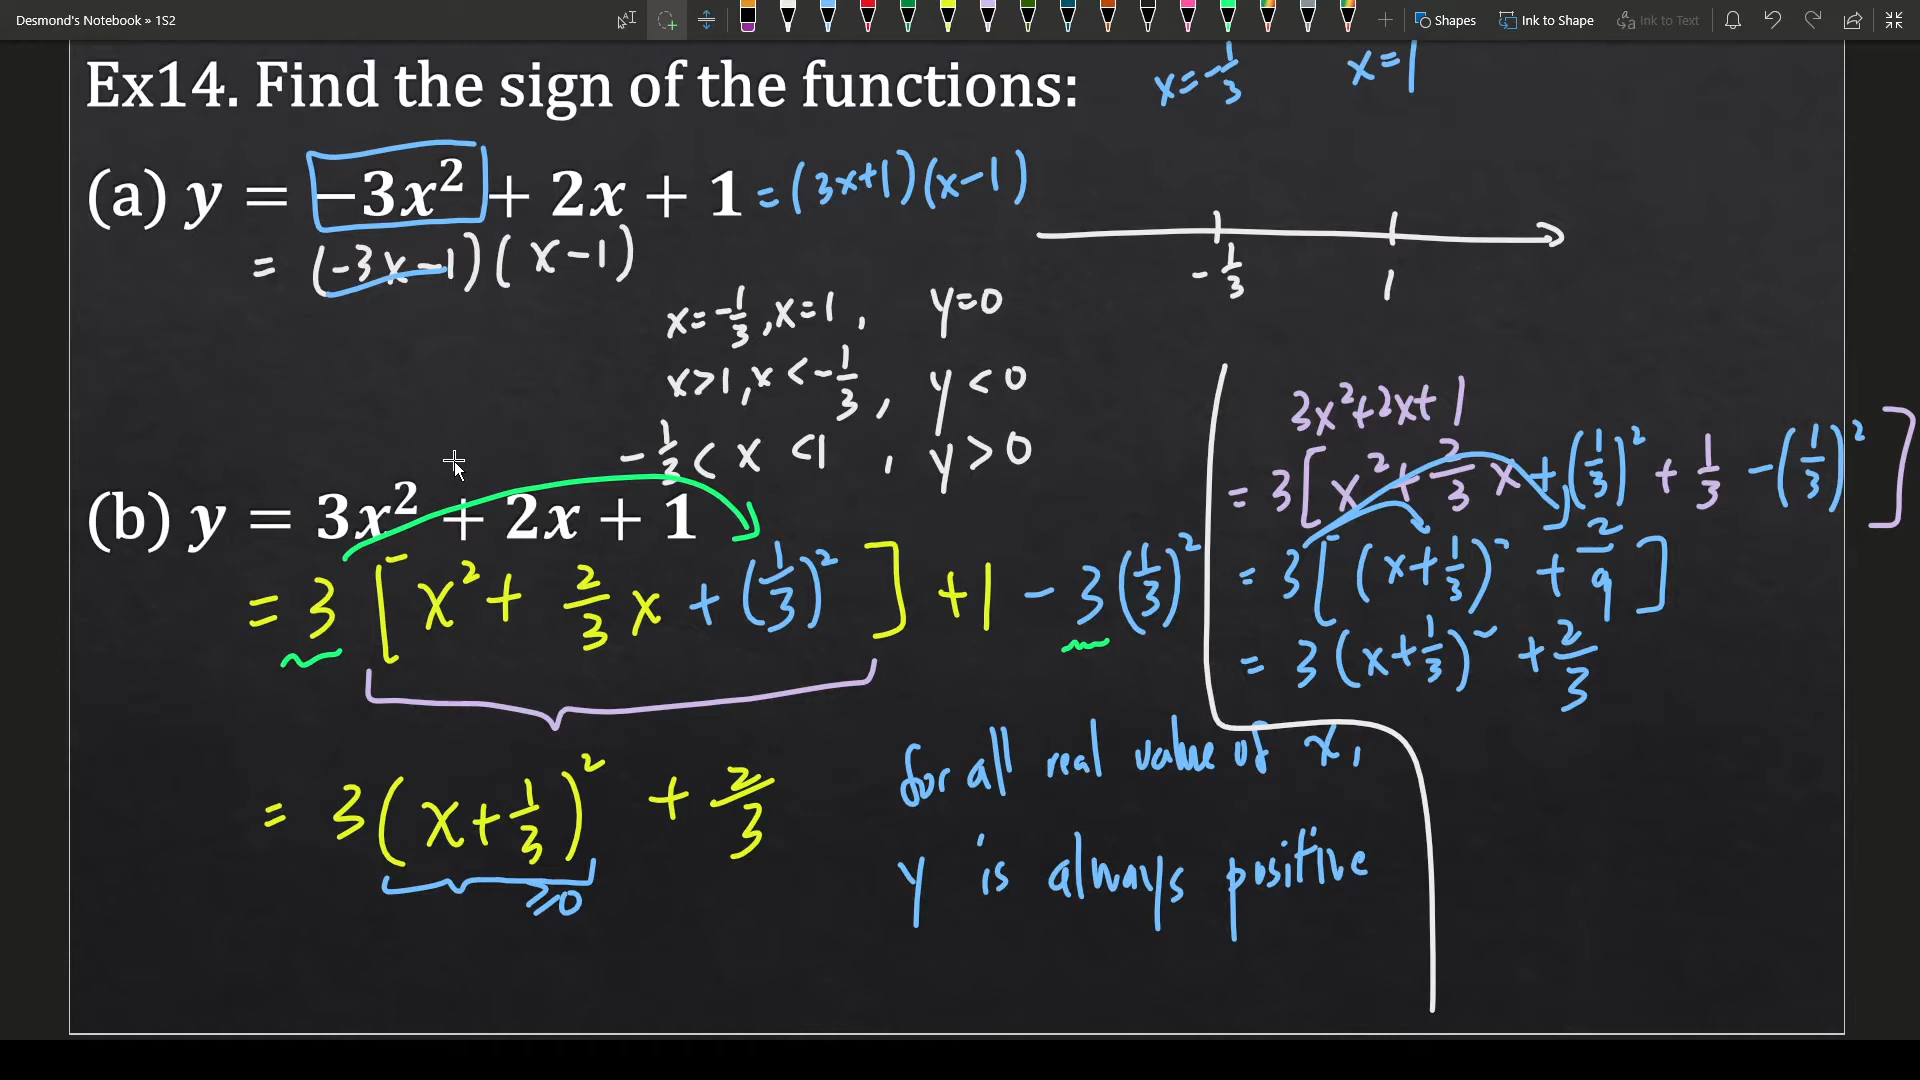 Desmond's Notebook » 1S2
Shapes
Ink to Shape
Ink to Text
Ex14. Find the sign of the functions:
x = -1/3   x = 1
(a) y = −3x² + 2x + 1 = (3x+1)(x−1)
= (-3x-1)(x-1)
-1/3   1
x = -1/3, x = 1, y = 0
x > 1, x < -1/3, y < 0
-1/3 < x < 1, y > 0
(b) y = 3x² + 2x + 1
= 3[x² + 2/3 x + (1/3)²] + 1 - 3(1/3)²
= 3(x + 1/3)² + 2/3
≥0
3x²+2x+1
= 3[x² + 2/3 x + (1/3)² + 1/3 - (1/3)²]
= 3[(x+1/3)² + 2/9]
= 3(x+1/3)² + 2/3
for all real value of x,
y is always positive